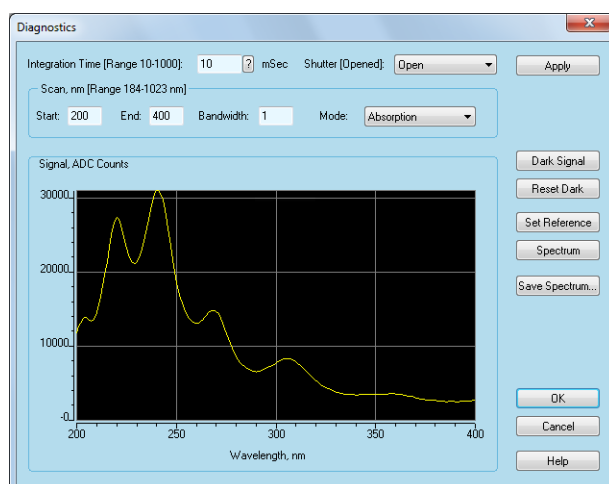 Diagnostics
Integration Time [Range 10-1000]: 10 ? mSec Shutter [Opened]: Open Apply
Scan, nm [Range 184-1023 nm]
Start: 200 End: 400 Bandwidth: 1 Mode: Absorption
Signal, ADC Counts
Dark Signal
Reset Dark
Set Reference
Spectrum
Save Spectrum...
30000
20000
10000
-0
200 250 300 350 400
Wavelength, nm
OK
Cancel
Help